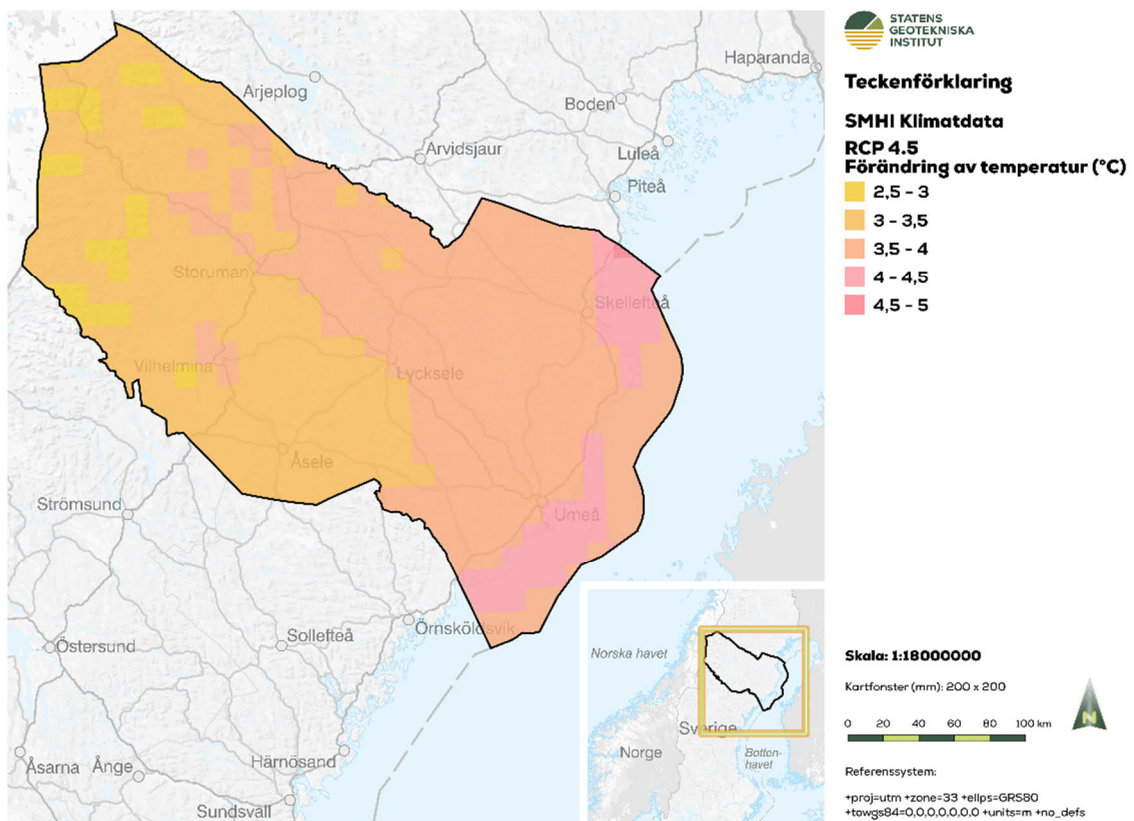 STATENS
GEOTEKNISKA
INSTITUT
Teckenförklaring
SMHI Klimatdata
RCP 4.5
Förändring av temperatur (°C)
2,5 – 3
3 – 3,5
3,5 – 4
4 – 4,5
4,5 – 5
Haparanda
Arjeplog
Boden
Luleå
Arvidsjaur
Piteå
Storuman
Skellefteå
Vilhelmina
Lycksele
Åsele
Strömsund
Umeå
Örnsköldsvik
Sollefteå
Östersund
Härnösand
Åsarna
Ånge
Sundsvall
Norska havet
Sverige
Norge
Botten-
havet
Skala: 1:18000000
Kartfonster (mm): 200 x 200
N
0 20 40 60 80 100 km
Referenssystem:
+proj=utm +zone=33 +ellps=GRS80
+towgs84=0,0,0,0,0,0,0 +units=m +no_defs